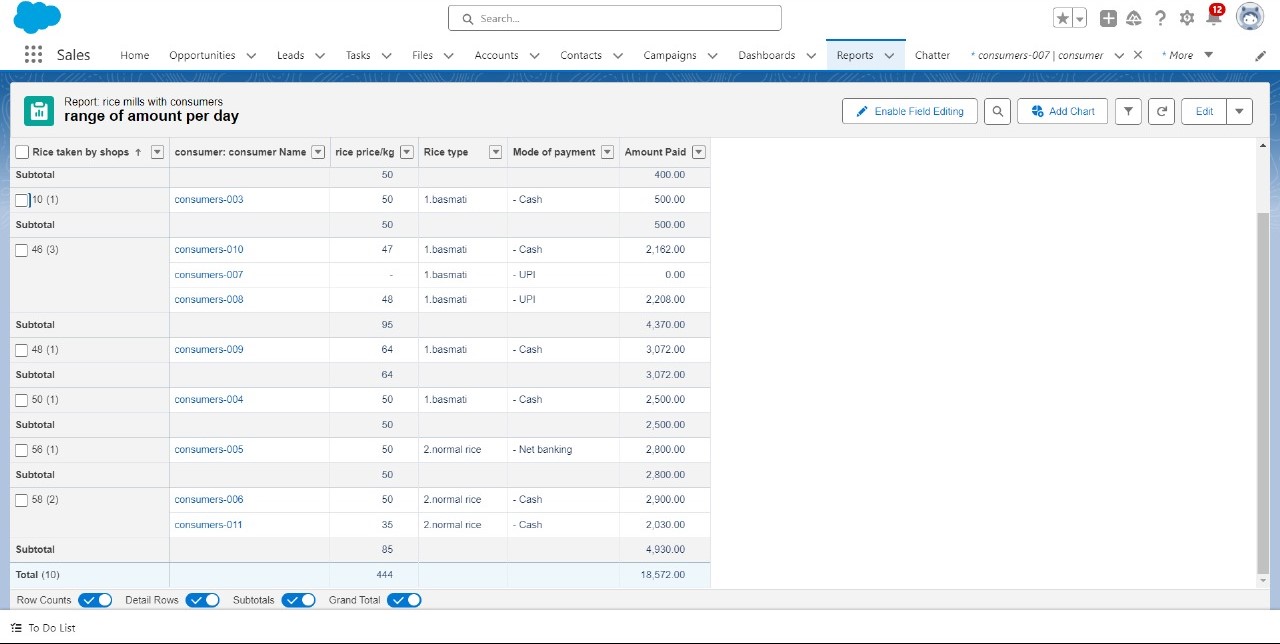 Search...
12
Sales Home Opportunities Leads Tasks Files Accounts Contacts Campaigns Dashboards Reports Chatter * consumers-007 | consumer * More
Report: rice mills with consumers
range of amount per day
Enable Field Editing Add Chart Edit
Rice taken by shops ↑ consumer: consumer Name rice price/kg Rice type Mode of payment Amount Paid
Subtotal 50 400.00
10 (1) consumers-003 50 1.basmati - Cash 500.00
Subtotal 50 500.00
46 (3) consumers-010 47 1.basmati - Cash 2,162.00
consumers-007 - 1.basmati - UPI 0.00
consumers-008 48 1.basmati - UPI 2,208.00
Subtotal 95 4,370.00
48 (1) consumers-009 64 1.basmati - Cash 3,072.00
Subtotal 64 3,072.00
50 (1) consumers-004 50 1.basmati - Cash 2,500.00
Subtotal 50 2,500.00
56 (1) consumers-005 50 2.normal rice - Net banking 2,800.00
Subtotal 50 2,800.00
58 (2) consumers-006 50 2.normal rice - Cash 2,900.00
consumers-011 35 2.normal rice - Cash 2,030.00
Subtotal 85 4,930.00
Total (10) 444 18,572.00
Row Counts Detail Rows Subtotals Grand Total
To Do List